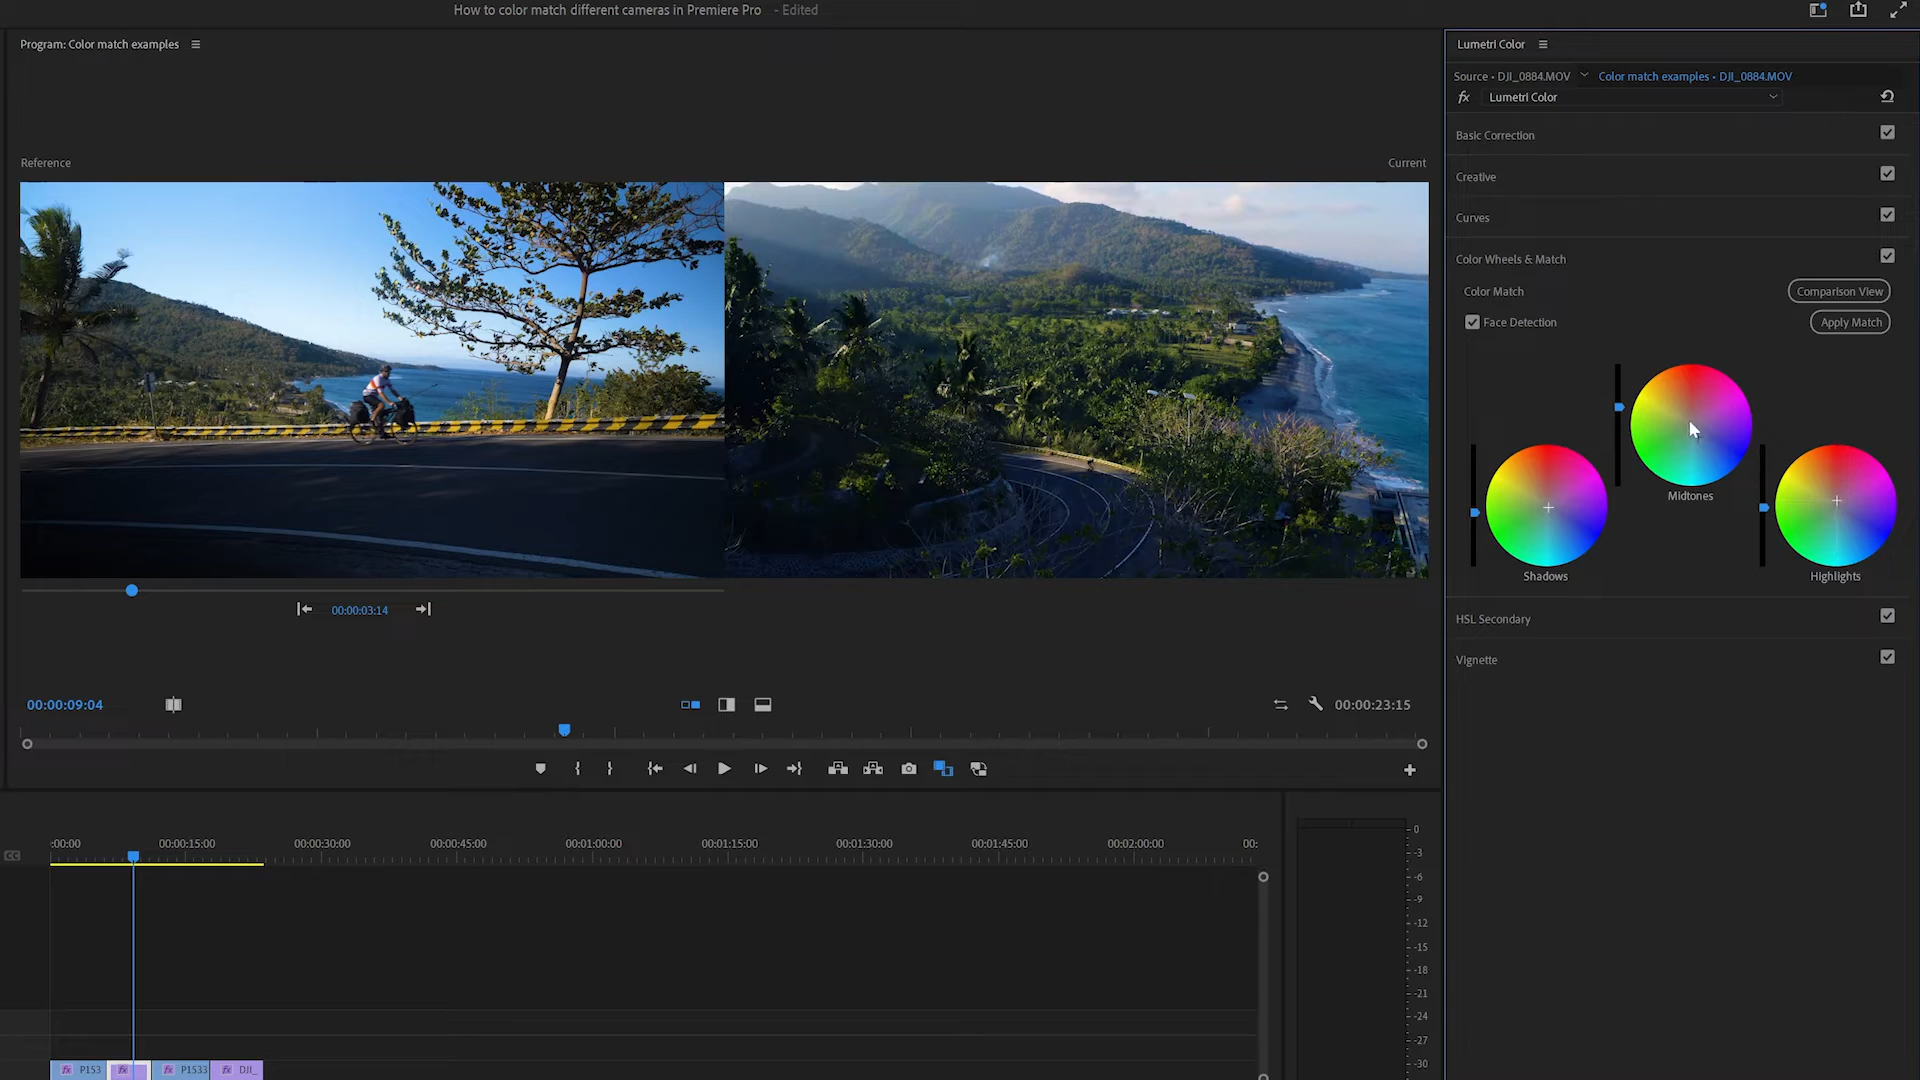 How to color match different cameras in Premiere Pro - Edited
Program: Color match examples
Reference
Current
00:00:03:14
00:00:09:04
00:00:23:15
:00:00
00:00:15:00
00:00:30:00
00:00:45:00
00:01:00:00
00:01:15:00
00:01:30:00
00:01:45:00
00:02:00:00
00:
CC
fx P153
fx
fx P1533
fx DJI_
0
-3
-6
-9
-12
-15
-18
-21
-24
-27
-30
Lumetri Color
Source • DJI_0884.MOV
Color match examples • DJI_0884.MOV
fx Lumetri Color
Basic Correction
Creative
Curves
Color Wheels & Match
Color Match
Comparison View
Face Detection
Apply Match
Midtones
Shadows
Highlights
HSL Secondary
Vignette